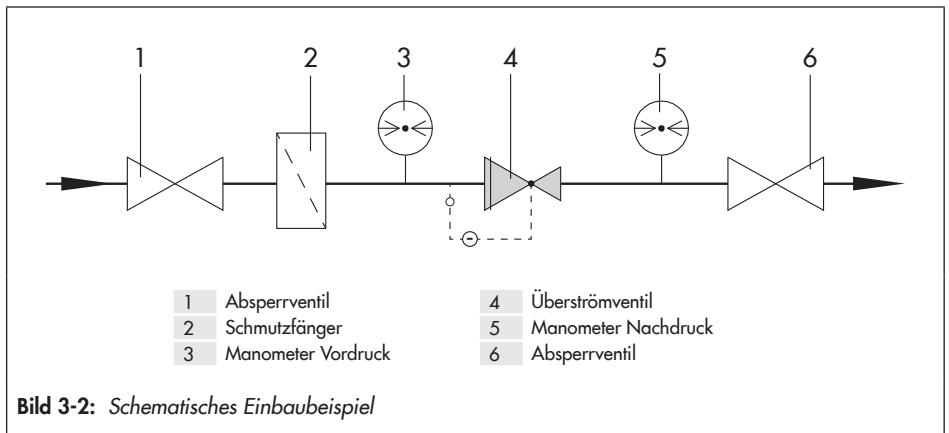 1 2 3 4 5 6
1 Absperrventil
2 Schmutzfänger
3 Manometer Vordruck
4 Überströmventil
5 Manometer Nachdruck
6 Absperrventil
Bild 3-2: Schematisches Einbaubeispiel